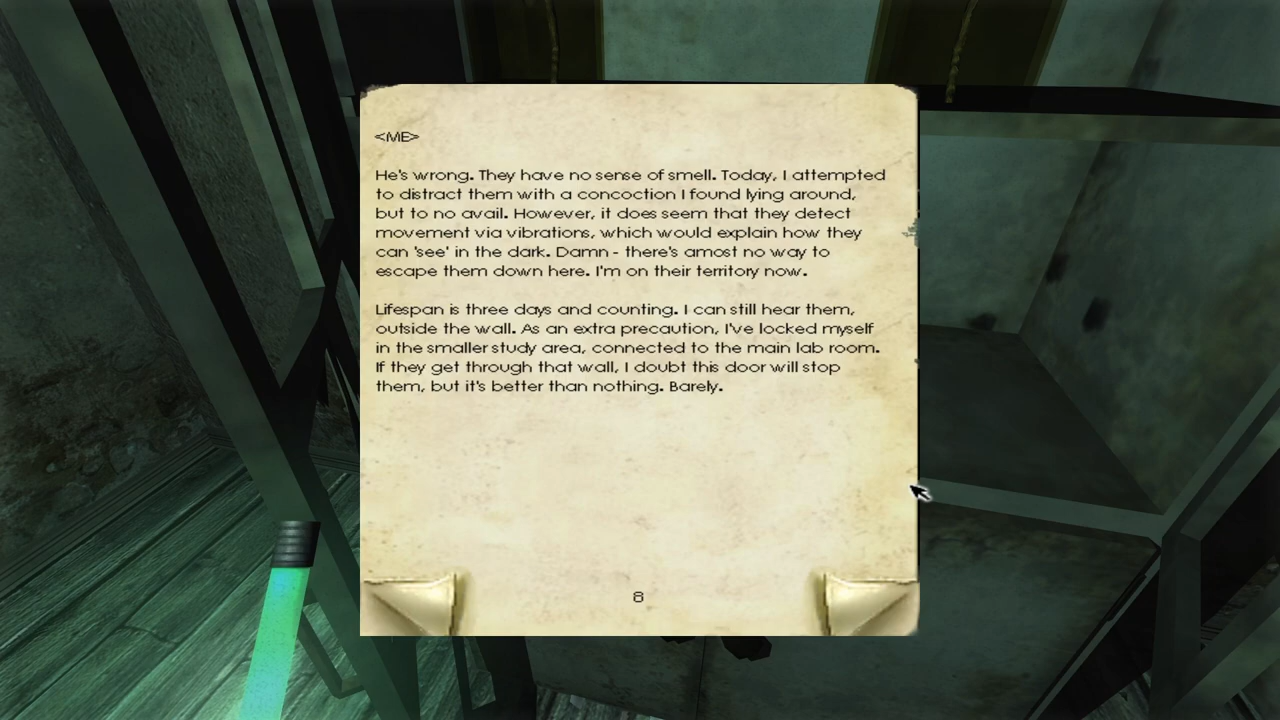 <ME>
He's wrong. They have no sense of smell. Today, I attempted
to distract them with a concoction I found lying around,
but to no avail. However, it does seem that they detect
movement via vibrations, which would explain how they
can 'see' in the dark. Damn - there's amost no way to
escape them down here. I'm on their territory now.
Lifespan is three days and counting. I can still hear them,
outside the wall. As an extra precaution, I've locked myself
in the smaller study area, connected to the main lab room.
If they get through that wall, I doubt this door will stop
them, but it's better than nothing. Barely.
8